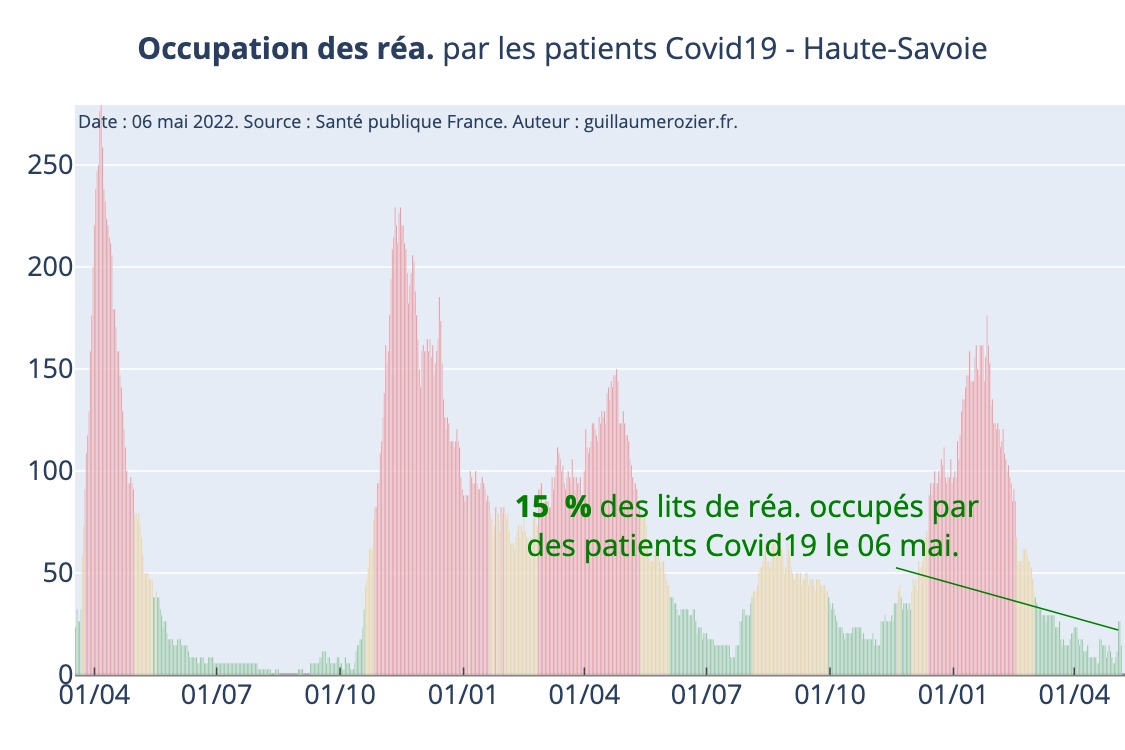 Occupation des réa. par les patients Covid19 - Haute-Savoie
Date : 06 mai 2022. Source : Santé publique France. Auteur : guillaumerozier.fr.
250
200
150
100
15 % des lits de réa. occupés par
des patients Covid19 le 06 mai.
50
0
01/04 01/07 01/10 01/01 01/04 01/07 01/10 01/01 01/04